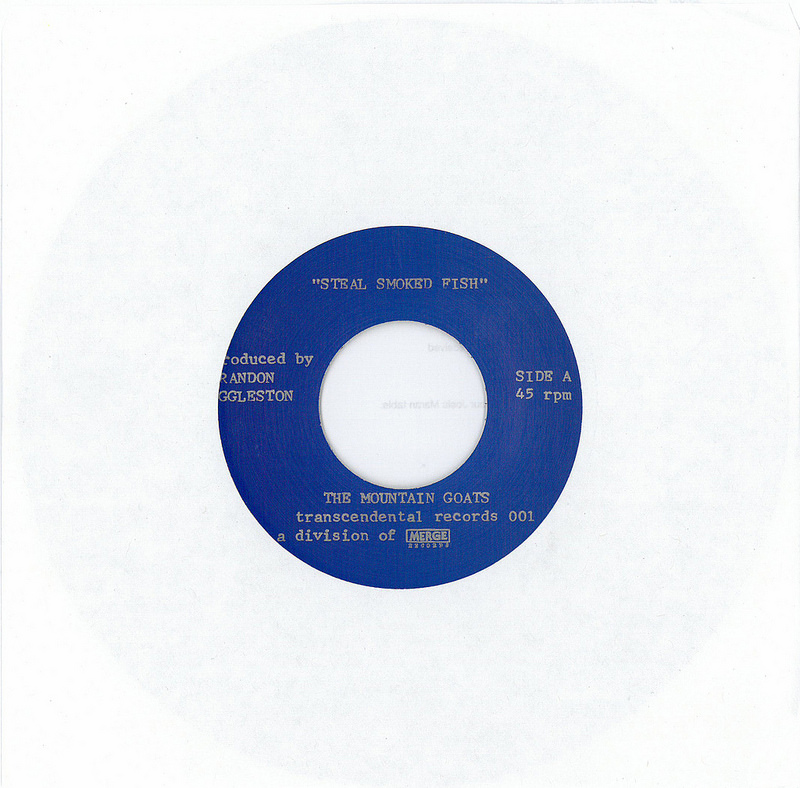 "STEAL SMOKED FISH"
roduced by
RANDON
GGLESTON
SIDE A
45 rpm
THE MOUNTAIN GOATS
transcendental records 001
a division of MERGE
RECORDS